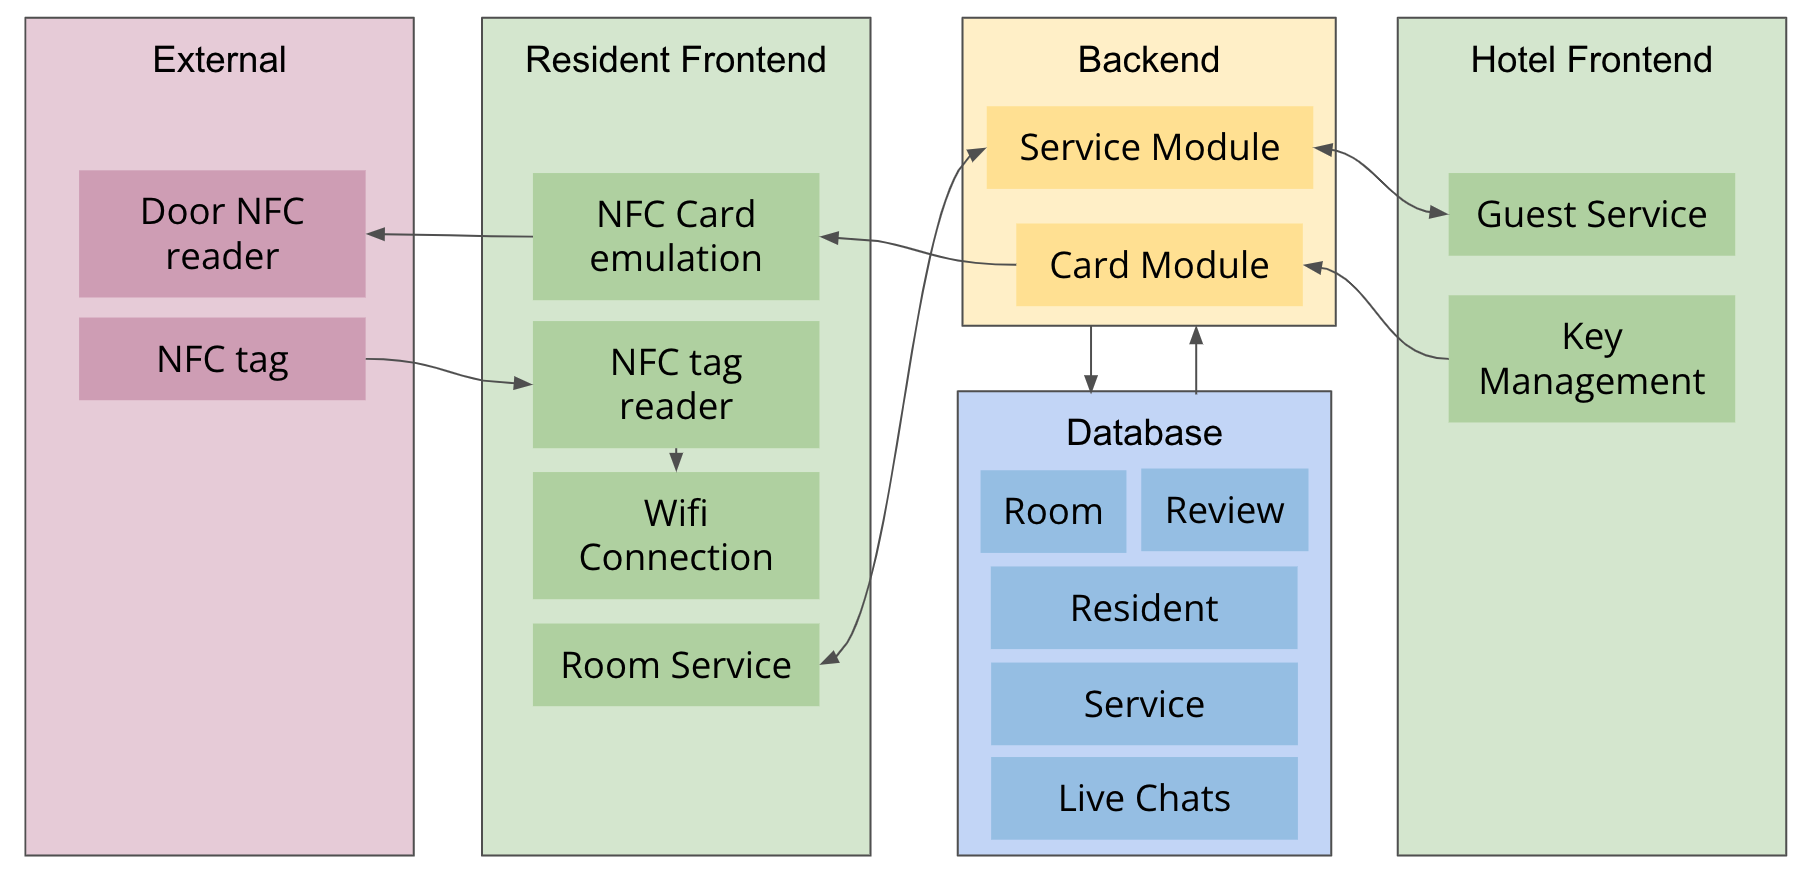 External
Door NFC
reader
NFC tag
Resident Frontend
NFC Card
emulation
NFC tag
reader
Wifi
Connection
Room Service
Backend
Service Module
Card Module
Database
Room
Review
Resident
Service
Live Chats
Hotel Frontend
Guest Service
Key
Management